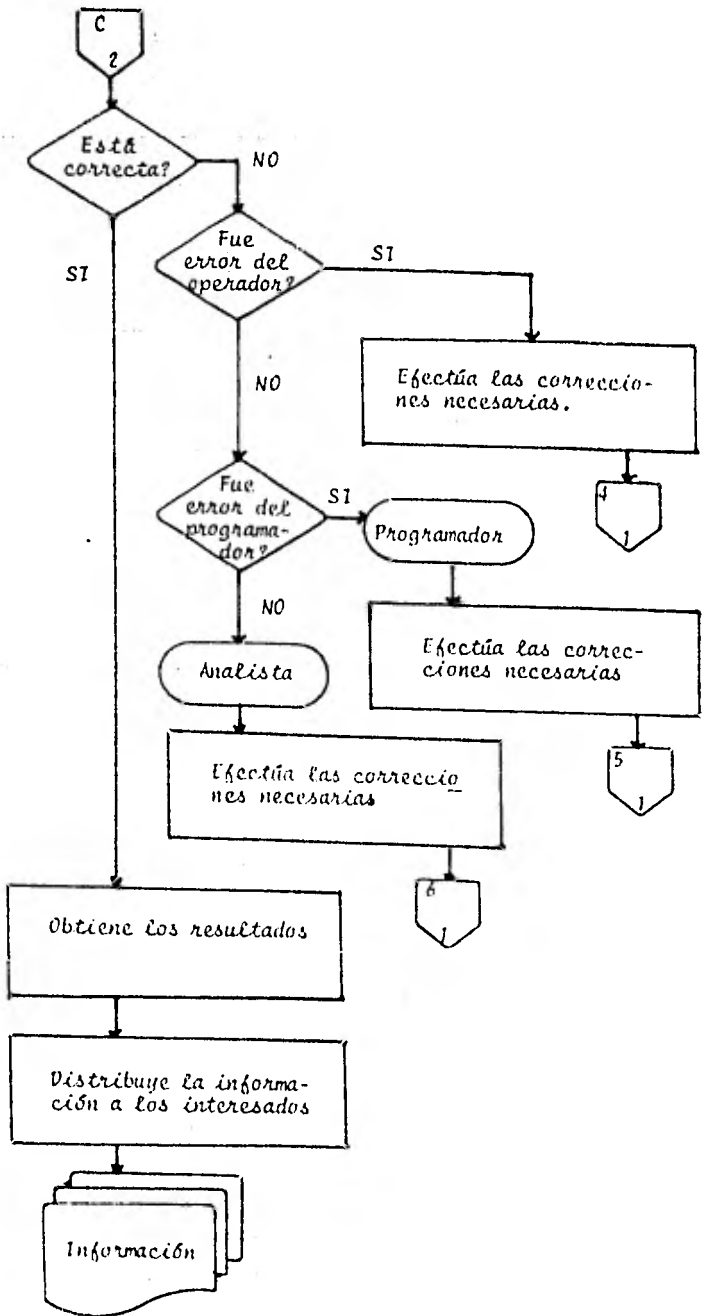 C
2
Está
correcta?
NO
SI
Fue
error del
operador?
SI
NO
Efectúa las correccio-
nes necesarias.
4
1
Fue
error del
programa-
dor?
SI
Programador
NO
Efectúa las correc-
ciones necesarias
5
1
Analista
Efectúa las correccio
nes necesarias
6
1
Obtiene los resultados
Distribuye la informa-
ción a los interesados
Información